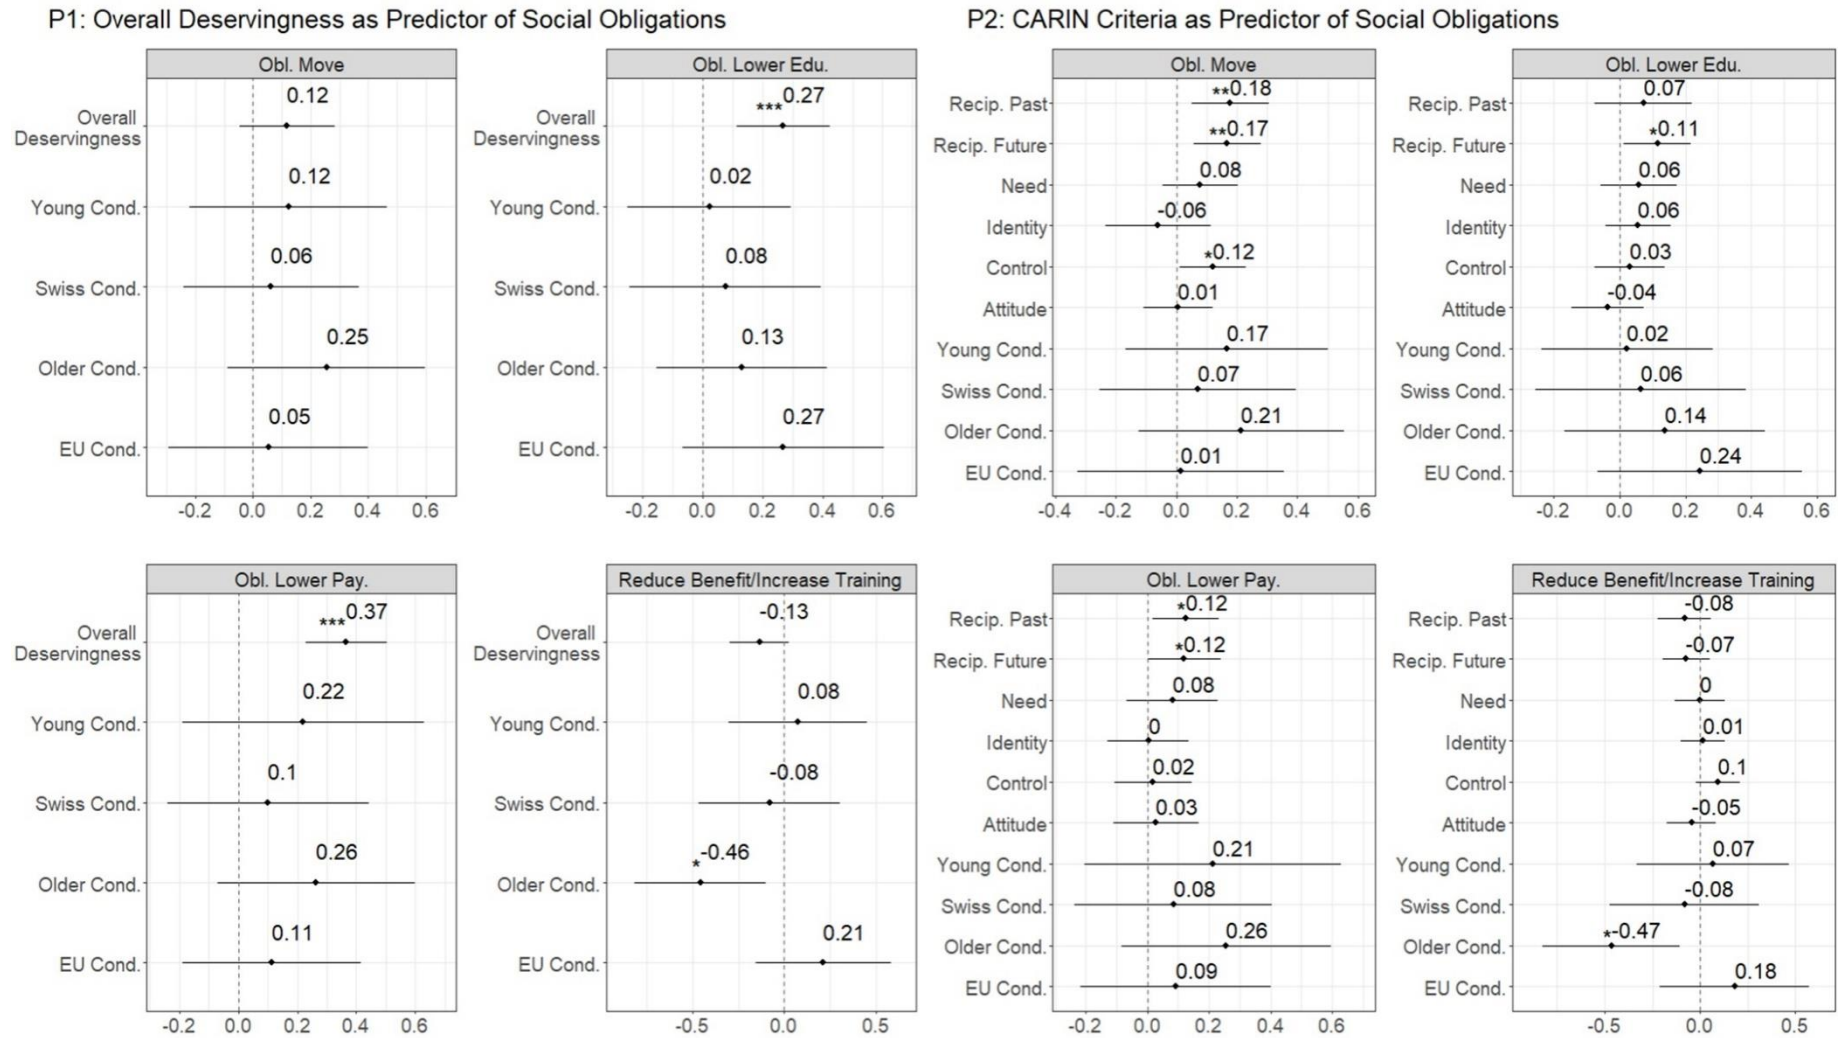 P1: Overall Deservingness as Predictor of Social Obligations
Obl. Move
Overall
Deservingness
0.12
Young Cond.
0.12
Swiss Cond.
0.06
Older Cond.
0.25
EU Cond.
0.05
-0.2 0.0 0.2 0.4 0.6
Obl. Lower Edu.
Overall
Deservingness
***0.27
Young Cond.
0.02
Swiss Cond.
0.08
Older Cond.
0.13
EU Cond.
0.27
-0.2 0.0 0.2 0.4 0.6
Obl. Lower Pay.
Overall
Deservingness
***0.37
Young Cond.
0.22
Swiss Cond.
0.1
Older Cond.
0.26
EU Cond.
0.11
-0.2 0.0 0.2 0.4 0.6
Reduce Benefit/Increase Training
Overall
Deservingness
-0.13
Young Cond.
0.08
Swiss Cond.
-0.08
Older Cond.
*-0.46
EU Cond.
0.21
-0.5 0.0 0.5
P2: CARIN Criteria as Predictor of Social Obligations
Obl. Move
Recip. Past
**0.18
Recip. Future
**0.17
Need
0.08
Identity
-0.06
Control
*0.12
Attitude
0.01
Young Cond.
0.17
Swiss Cond.
0.07
Older Cond.
0.21
EU Cond.
0.01
-0.4 -0.2 0.0 0.2 0.4 0.6
Obl. Lower Edu.
Recip. Past
0.07
Recip. Future
*0.11
Need
0.06
Identity
0.06
Control
0.03
Attitude
-0.04
Young Cond.
0.02
Swiss Cond.
0.06
Older Cond.
0.14
EU Cond.
0.24
-0.2 0.0 0.2 0.4 0.6
Obl. Lower Pay.
Recip. Past
*0.12
Recip. Future
*0.12
Need
0.08
Identity
0
Control
0.02
Attitude
0.03
Young Cond.
0.21
Swiss Cond.
0.08
Older Cond.
0.26
EU Cond.
0.09
-0.2 0.0 0.2 0.4 0.6
Reduce Benefit/Increase Training
Recip. Past
-0.08
Recip. Future
-0.07
Need
0
Identity
0.01
Control
0.1
Attitude
-0.05
Young Cond.
0.07
Swiss Cond.
-0.08
Older Cond.
*-0.47
EU Cond.
0.18
-0.5 0.0 0.5